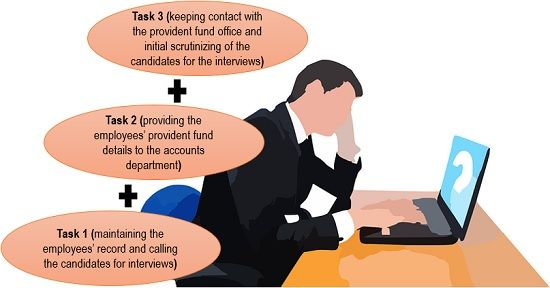 Task 3 (keeping contact with
the provident fund office and
initial scrutinizing of the
candidates for the interviews)
+
Task 2 (providing the
employees' provident fund
details to the accounts
department)
+
Task 1 (maintaining the
employees' record and calling
the candidates for interviews)
?